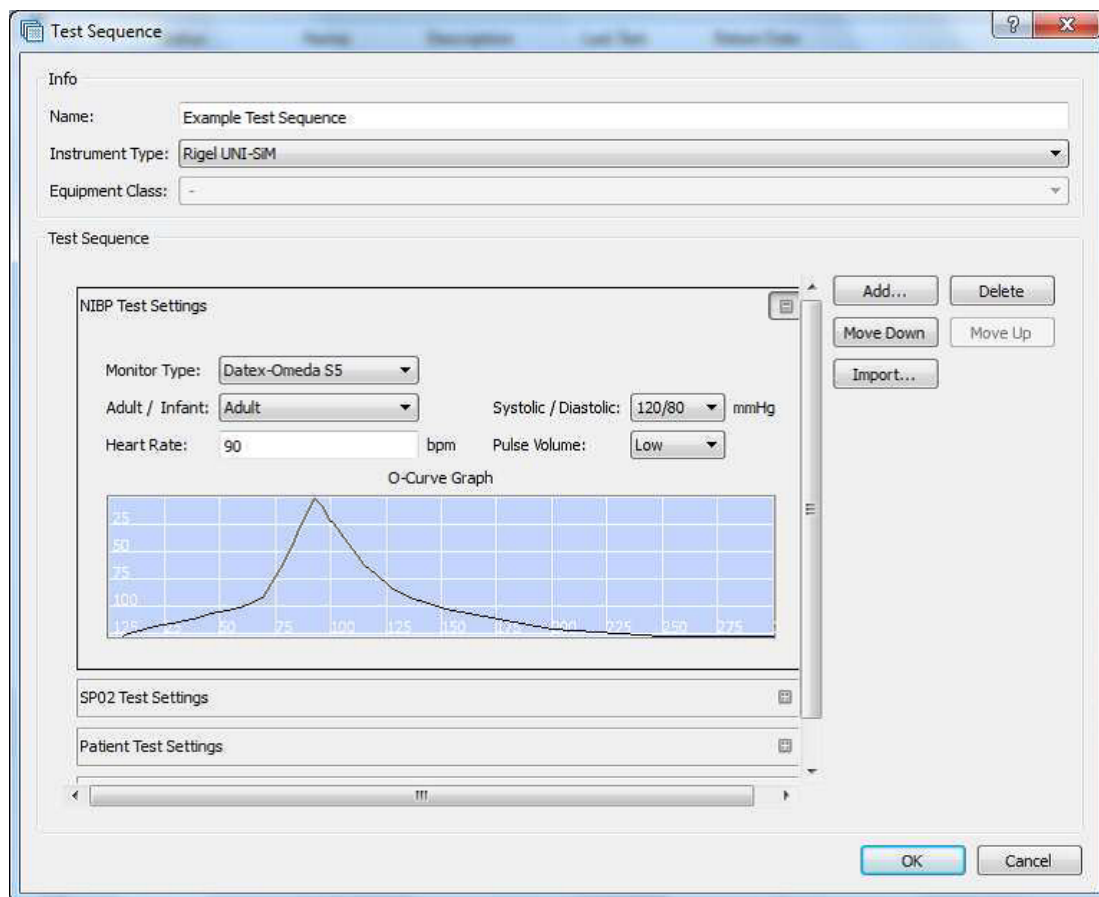 Test Sequence
Info
Name: Example Test Sequence
Instrument Type: Rigel UNI-SiM
Equipment Class: -
Test Sequence
NIBP Test Settings
Add... Delete
Move Down Move Up
Import...
Monitor Type: Datex-Omeda S5
Adult / Infant: Adult Systolic / Diastolic: 120/80 mmHg
Heart Rate: 90 bpm Pulse Volume: Low
O-Curve Graph
25
50
75
100
125 25 50 75 100 125 150 175 200 225 250 275
SP02 Test Settings
Patient Test Settings
OK Cancel